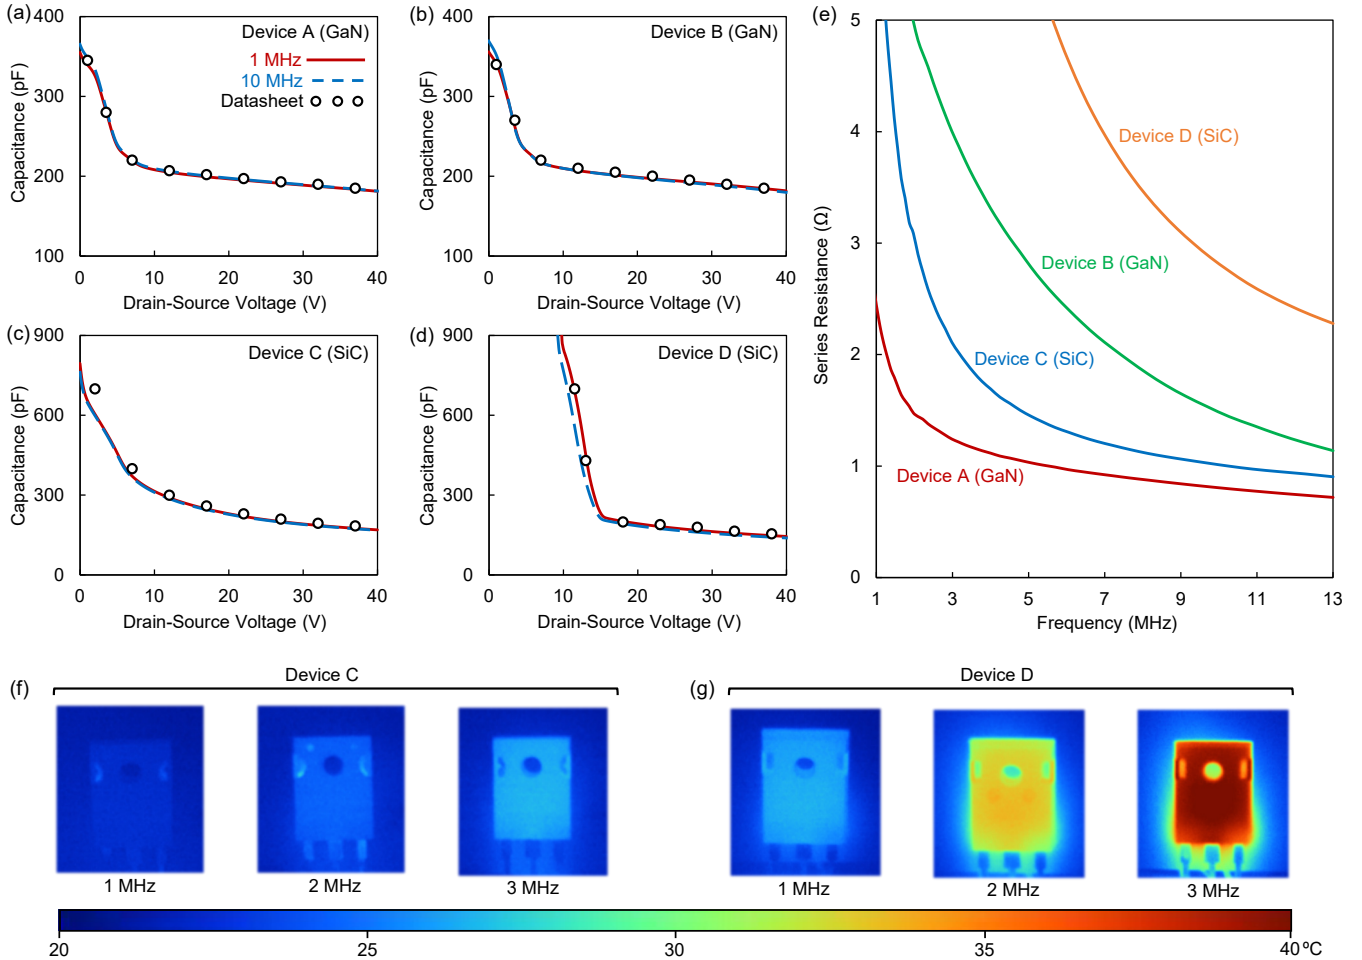 (a)
Capacitance (pF)
400
300
200
100
Device A (GaN)
1 MHz
10 MHz
Datasheet
0 10 20 30 40
Drain-Source Voltage (V)
(b)
Capacitance (pF)
400
300
200
100
Device B (GaN)
0 10 20 30 40
Drain-Source Voltage (V)
(c)
Capacitance (pF)
900
600
300
0
Device C (SiC)
0 10 20 30 40
Drain-Source Voltage (V)
(d)
Capacitance (pF)
900
600
300
0
Device D (SiC)
0 10 20 30 40
Drain-Source Voltage (V)
(e)
Series Resistance (Ω)
5
4
3
2
1
0
Device D (SiC)
Device B (GaN)
Device C (SiC)
Device A (GaN)
1 3 5 7 9 11 13
Frequency (MHz)
(f)
Device C
1 MHz 2 MHz 3 MHz
(g)
Device D
1 MHz 2 MHz 3 MHz
20 25 30 35 40 ºC